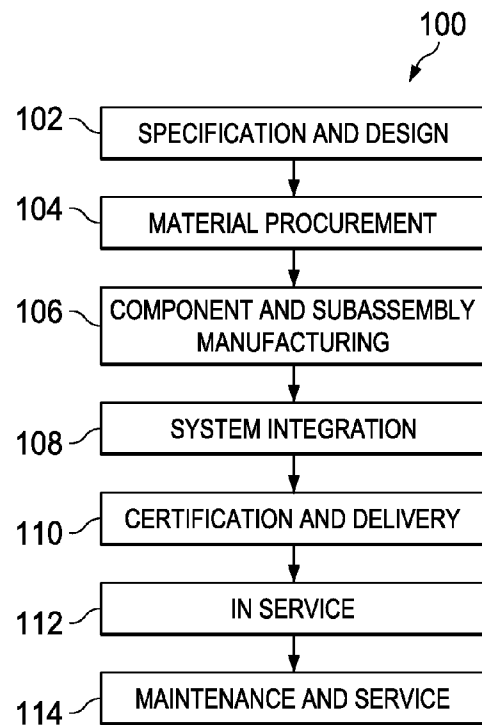 100
102 SPECIFICATION AND DESIGN
104 MATERIAL PROCUREMENT
106 COMPONENT AND SUBASSEMBLY
MANUFACTURING
108 SYSTEM INTEGRATION
110 CERTIFICATION AND DELIVERY
112 IN SERVICE
114 MAINTENANCE AND SERVICE